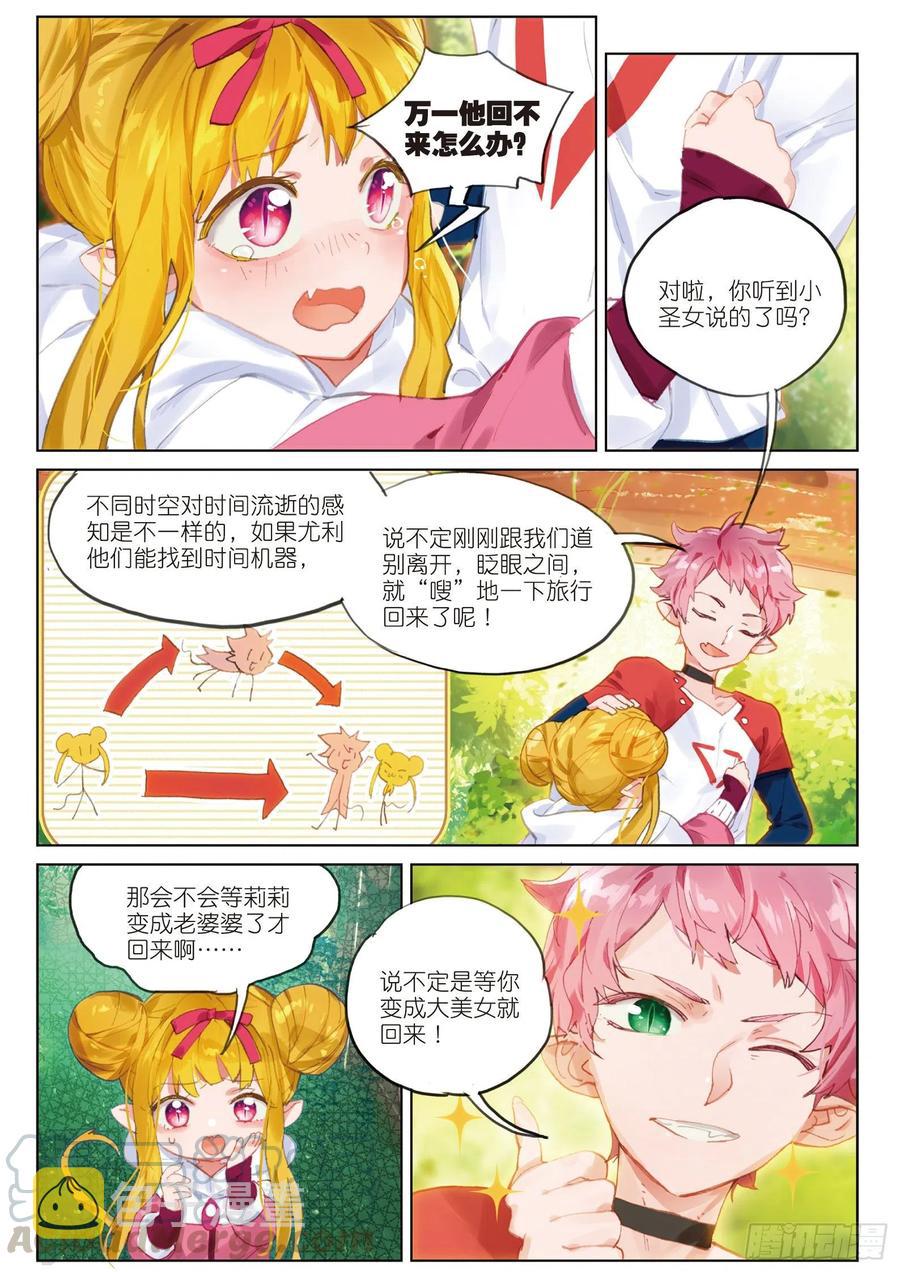 万一他回不
来怎么办?
对啦，你听到小
圣女说的了吗?
不同时空对时间流逝的感
知是不一样的，如果尤利
他们能找到时间机器，
说不定刚刚跟我们道
别离开，眨眼之间，
就“嗖”地一下旅行
回来了呢！
那会不会等莉莉
变成老婆婆了才
回来啊……
说不定是等你
变成大美女就
回来！
包子漫畫
腾讯动漫